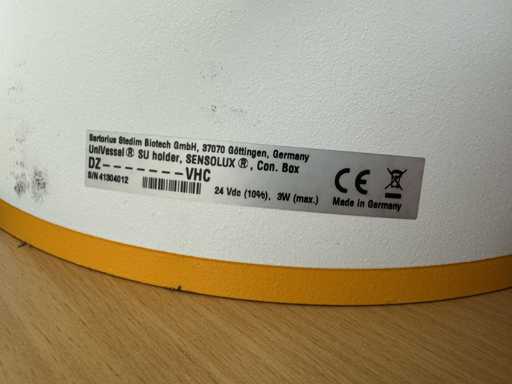 Sartorius Stedim Biotech GmbH, 37070 Göttingen, Germany
UniVessel® SU holder, SENSOLUX®, Con. Box
DZ--------VHC
S/N 41304012
24 Vdc (10%), 3W (max.)
CE
Made in Germany